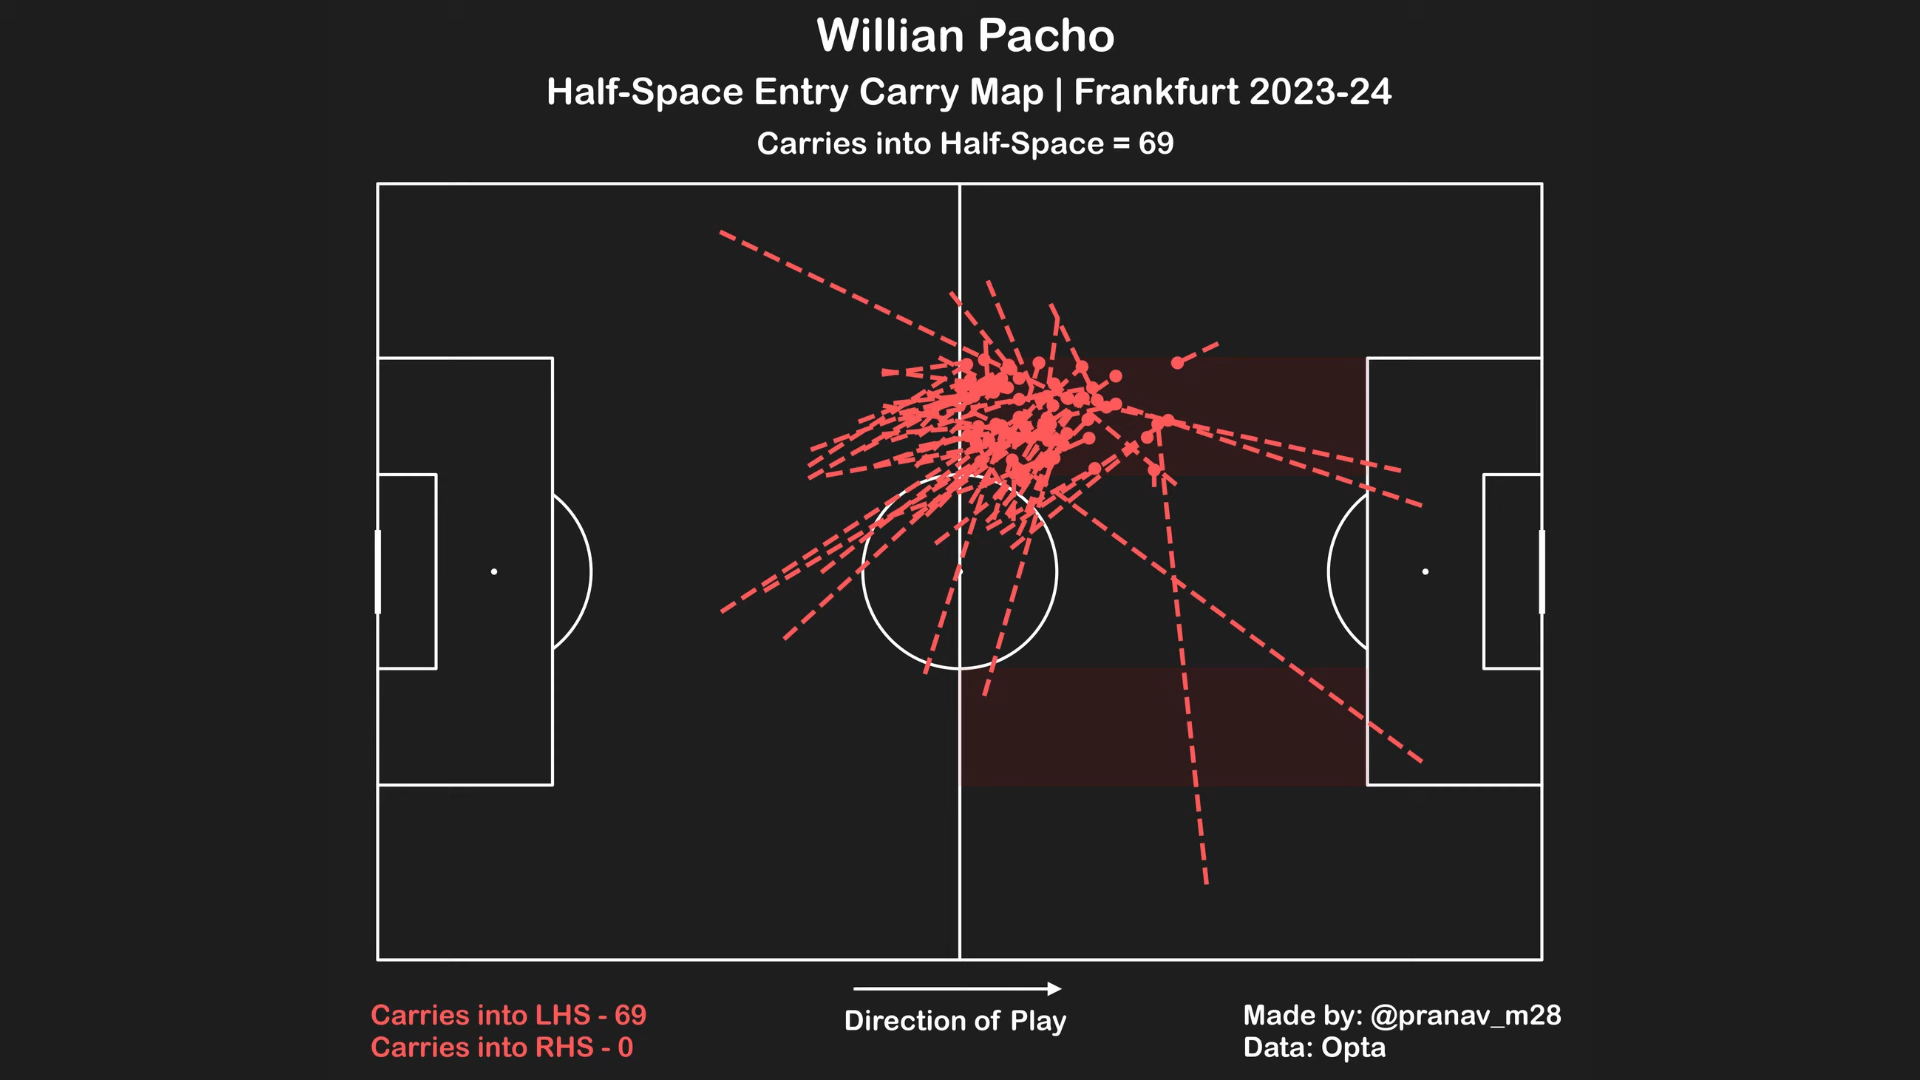 Willian Pacho
Half-Space Entry Carry Map | Frankfurt 2023-24
Carries into Half-Space = 69
Carries into LHS - 69
Carries into RHS - 0
Direction of Play
Made by: @pranav_m28
Data: Opta